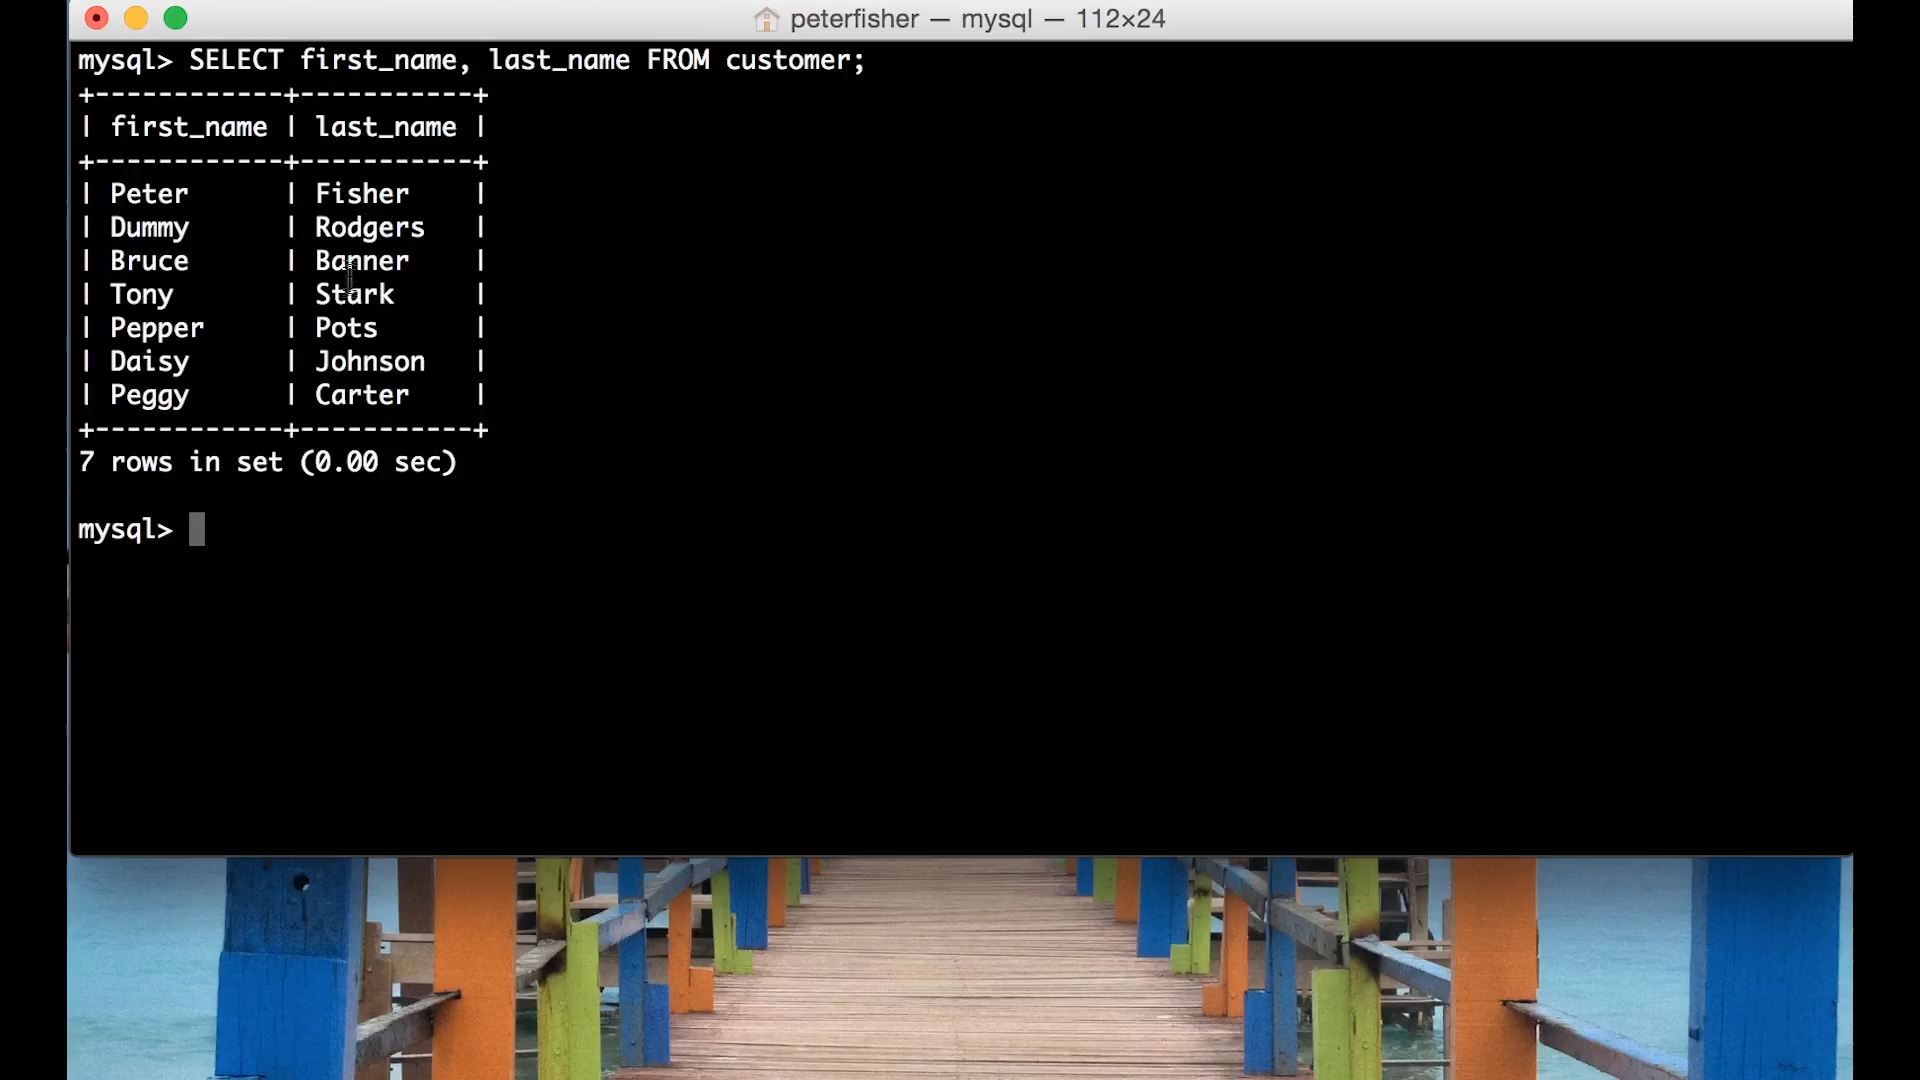 peterfisher — mysql — 112×24
mysql> SELECT first_name, last_name FROM customer;
+------------+-----------+
| first_name | last_name |
+------------+-----------+
| Peter      | Fisher    |
| Dummy      | Rodgers   |
| Bruce      | Banner    |
| Tony       | Stark     |
| Pepper     | Pots      |
| Daisy      | Johnson   |
| Peggy      | Carter    |
+------------+-----------+
7 rows in set (0.00 sec)
mysql>